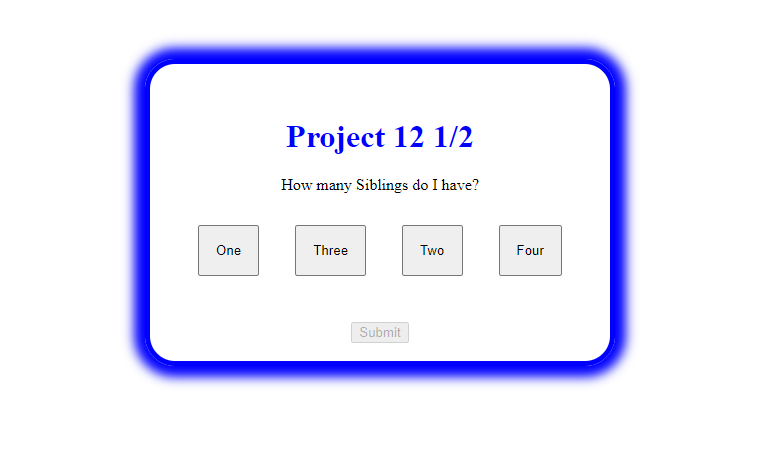 Project 12 1/2
How many Siblings do I have?
One Three Two Four
Submit